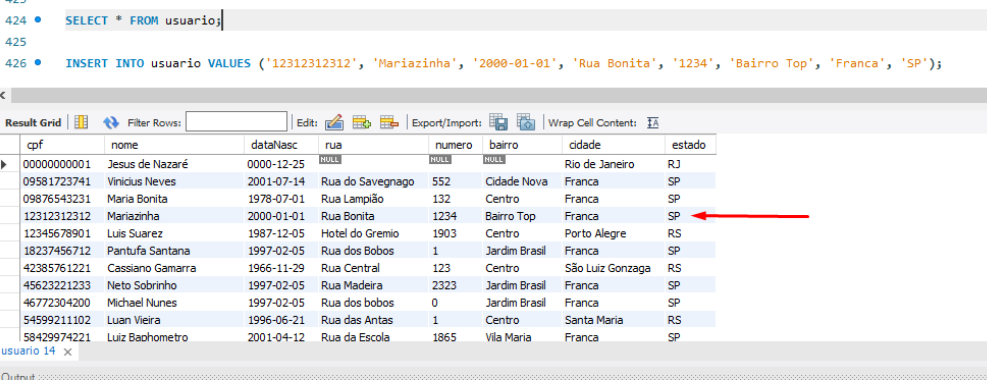 424 SELECT * FROM usuario;
425
426 INSERT INTO usuario VALUES ('12312312312', 'Mariazinha', '2000-01-01', 'Rua Bonita', '1234', 'Bairro Top', 'Franca', 'SP');
Result Grid Filter Rows: Edit: Export/Import: Wrap Cell Content: IA
cpf nome dataNasc rua numero bairro cidade estado
00000000001 Jesus de Nazaré 0000-12-25 NULL NULL NULL Rio de Janeiro RJ
09581723741 Vinicius Neves 2001-07-14 Rua do Savegnago 552 Cidade Nova Franca SP
09876543231 Maria Bonita 1978-07-01 Rua Lampião 132 Centro Franca SP
12312312312 Mariazinha 2000-01-01 Rua Bonita 1234 Bairro Top Franca SP
12345678901 Luis Suarez 1987-12-05 Hotel do Gremio 1903 Centro Porto Alegre RS
18237456712 Pantufa Santana 1997-02-05 Rua dos Bobos 1 Jardim Brasil Franca SP
42385761221 Cassiano Gamarra 1966-11-29 Rua Central 123 Centro São Luiz Gonzaga RS
45623221233 Neto Sobrinho 1997-02-05 Rua Madeira 2323 Jardim Brasil Franca SP
46772304200 Michael Nunes 1997-02-05 Rua dos bobos 0 Jardim Brasil Franca SP
54599211102 Luan Vieira 1996-06-21 Rua das Antas 1 Centro Santa Maria RS
58429974221 Luiz Baphometro 2001-04-12 Rua da Escola 1865 Vila Maria Franca SP
usuario 14
Output